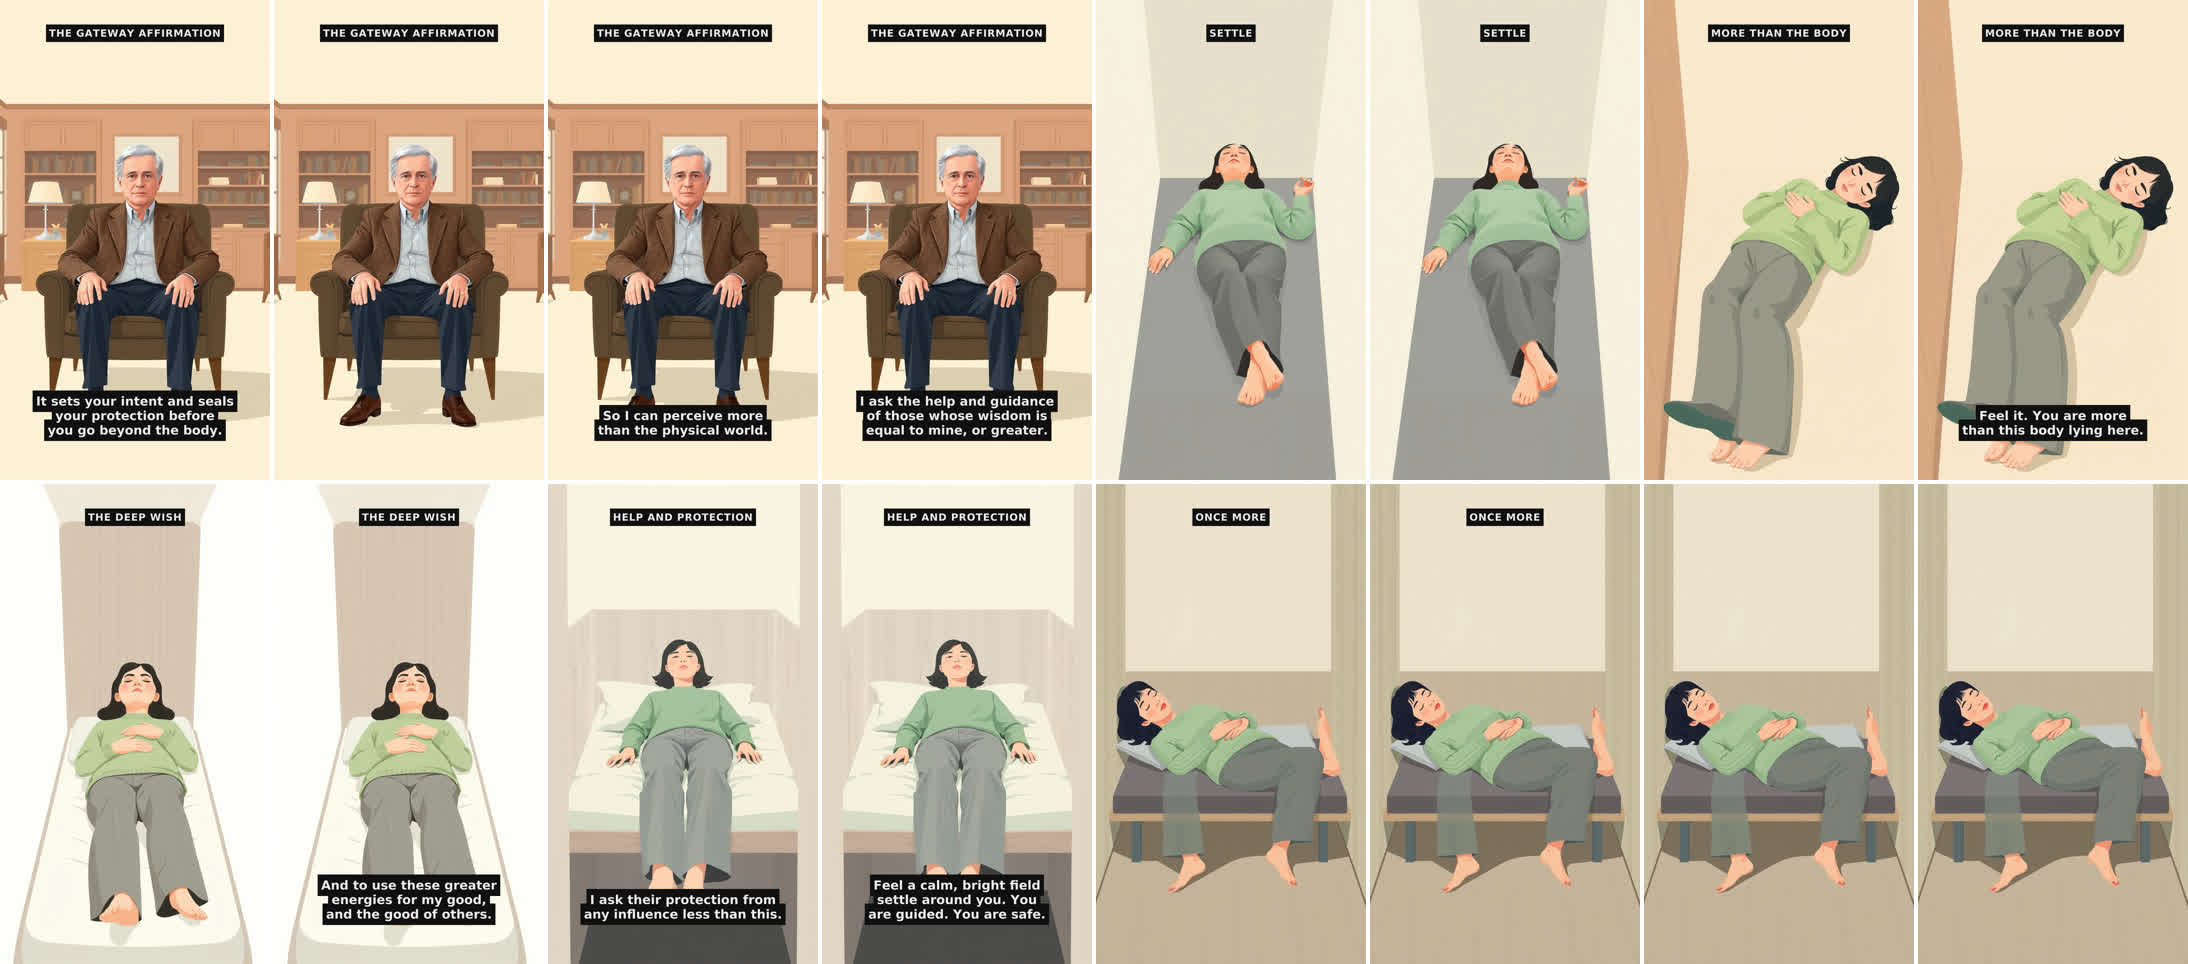 THE GATEWAY AFFIRMATION
It sets your intent and seals
your protection before
you go beyond the body.
THE GATEWAY AFFIRMATION
THE GATEWAY AFFIRMATION
So I can perceive more
than the physical world.
THE GATEWAY AFFIRMATION
I ask the help and guidance
of those whose wisdom is
equal to mine, or greater.
SETTLE
SETTLE
MORE THAN THE BODY
MORE THAN THE BODY
Feel it. You are more
than this body lying here.
THE DEEP WISH
THE DEEP WISH
And to use these greater
energies for my good,
and the good of others.
HELP AND PROTECTION
I ask their protection from
any influence less than this.
HELP AND PROTECTION
Feel a calm, bright field
settle around you. You
are guided. You are safe.
ONCE MORE
ONCE MORE